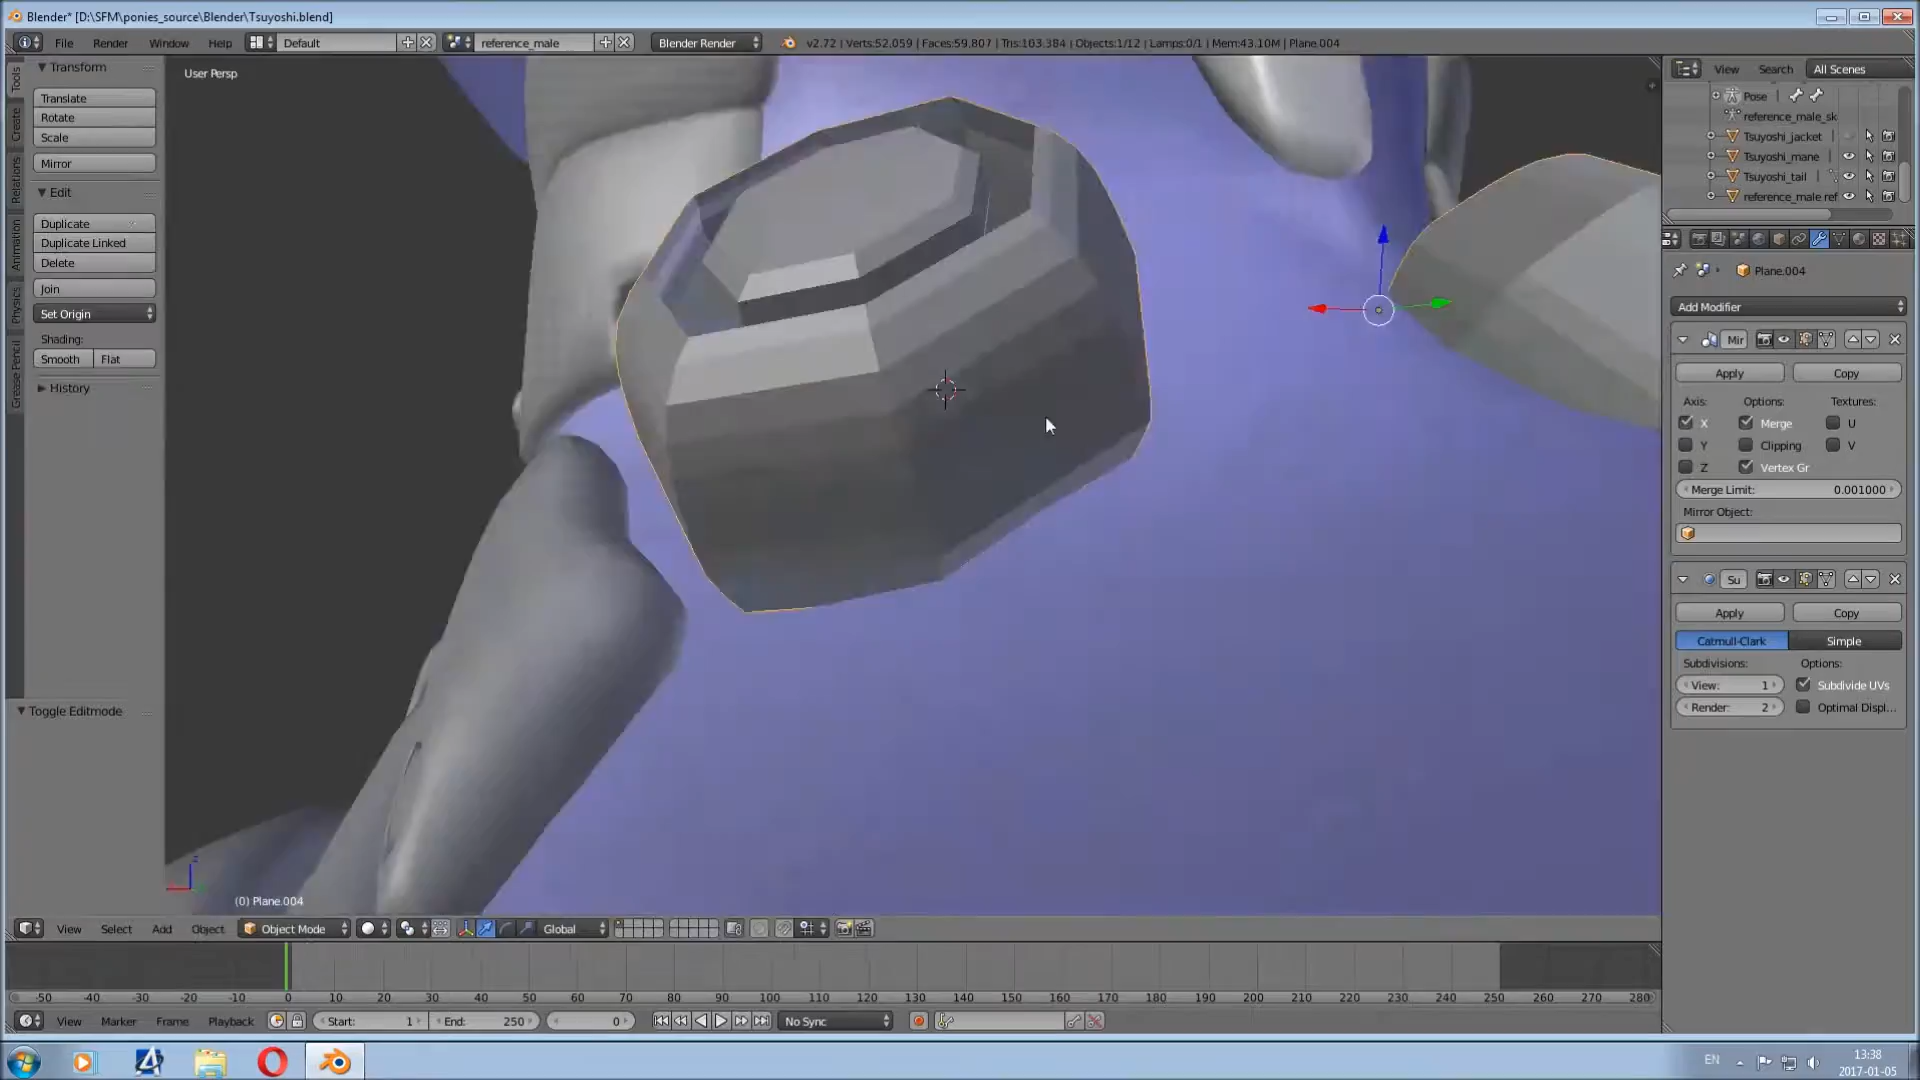 Blender* [D:\SFM\ponies_source\Blender\Tsuyoshi.blend]
File Render Window Help Default reference_male Blender Render v2.72 | Verts:52,059 | Faces:59,807 | Tris:103,384 | Objects:1/12 | Lamps:0/1 | Mem:43.10M | Plane.004
Tools
Create
Relations
Animation
Physics
Grease Pencil
Transform
Translate
Rotate
Scale
Mirror
Edit
Duplicate
Duplicate Linked
Delete
Join
Set Origin
Shading:
Smooth Flat
History
Toggle Editmode
User Persp
(0) Plane.004
z
View Search All Scenes
Pose
reference_male_sk
Tsuyoshi_jacket
Tsuyoshi_mane
Tsuyoshi_tail
reference_male ref
Plane.004
Add Modifier
Mir
Apply Copy
Axis: Options: Textures:
X Merge U
Y Clipping V
Z Vertex Gr
Merge Limit: 0.001000
Mirror Object:
Su
Apply Copy
Catmull-Clark Simple
Subdivisions: Options:
View: 1 Subdivide UVs
Render: 2 Optimal Displ...
View Select Add Object Object Mode Global
-50 -40 -30 -20 -10 0 10 20 30 40 50 60 70 80 90 100 110 120 130 140 150 160 170 180 190 200 210 220 230 240 250 260 270 280
View Marker Frame Playback Start: 1 End: 250 0 No Sync
EN
13:38
2017-01-05